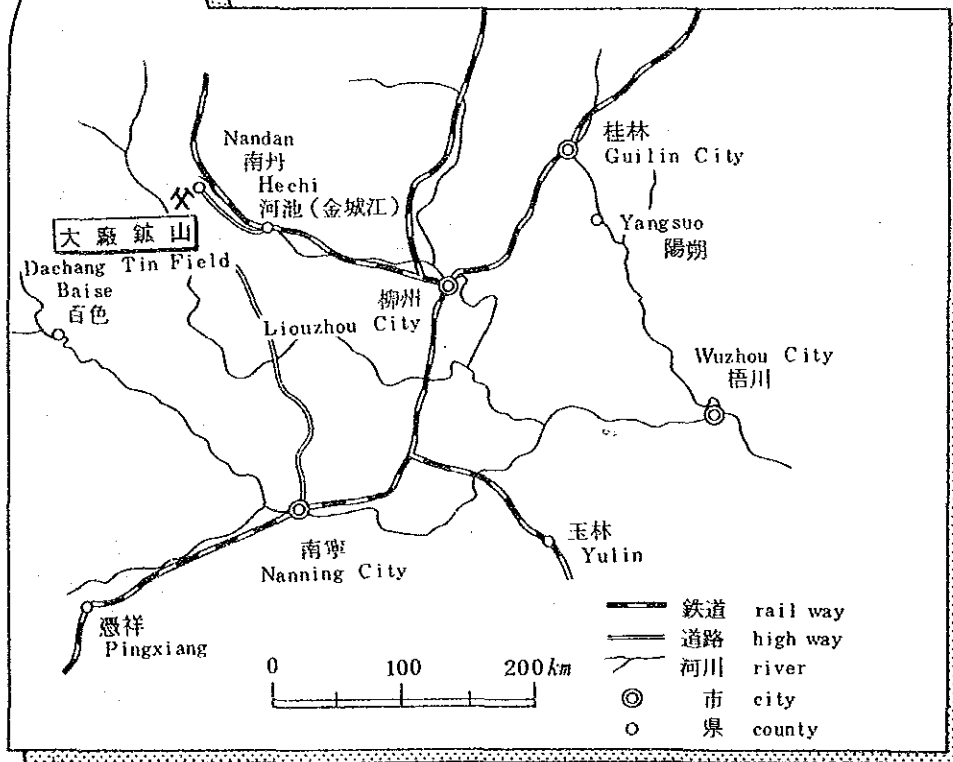 Nandan
南丹
Hechi
河池(金城江)
大廠鉱山
Dachang Tin Field
Baise
百色
桂林
Guilin City
Yangsuo
陽朔
柳州
Liouzhou City
Wuzhou City
梧川
南寧
Nanning City
玉林
Yulin
憑祥
Pingxiang
0 100 200km
鉄道 rail way
道路 high way
河川 river
市 city
県 county